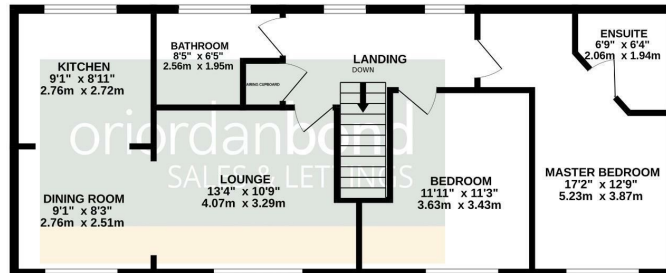 KITCHEN
9'1" x 8'11"
2.76m x 2.72m
BATHROOM
8'5" x 6'5"
2.56m x 1.95m
AIRING CUPBOARD
LANDING
DOWN
ENSUITE
6'9" x 6'4"
2.06m x 1.94m
oriordanbond
SALES & LETTINGS
DINING ROOM
9'1" x 8'3"
2.76m x 2.51m
LOUNGE
13'4" x 10'9"
4.07m x 3.29m
BEDROOM
11'11" x 11'3"
3.63m x 3.43m
MASTER BEDROOM
17'2" x 12'9"
5.23m x 3.87m